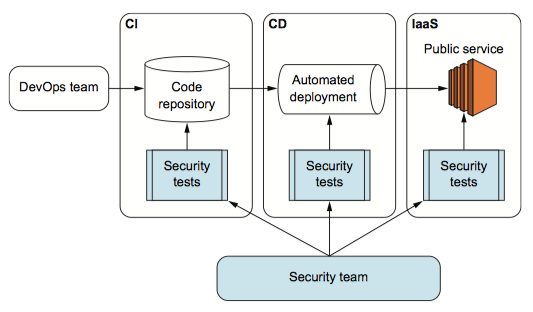 CI
CD
IaaS
Public service
DevOps team
Code
repository
Automated
deployment
Security
tests
Security
tests
Security
tests
Security team